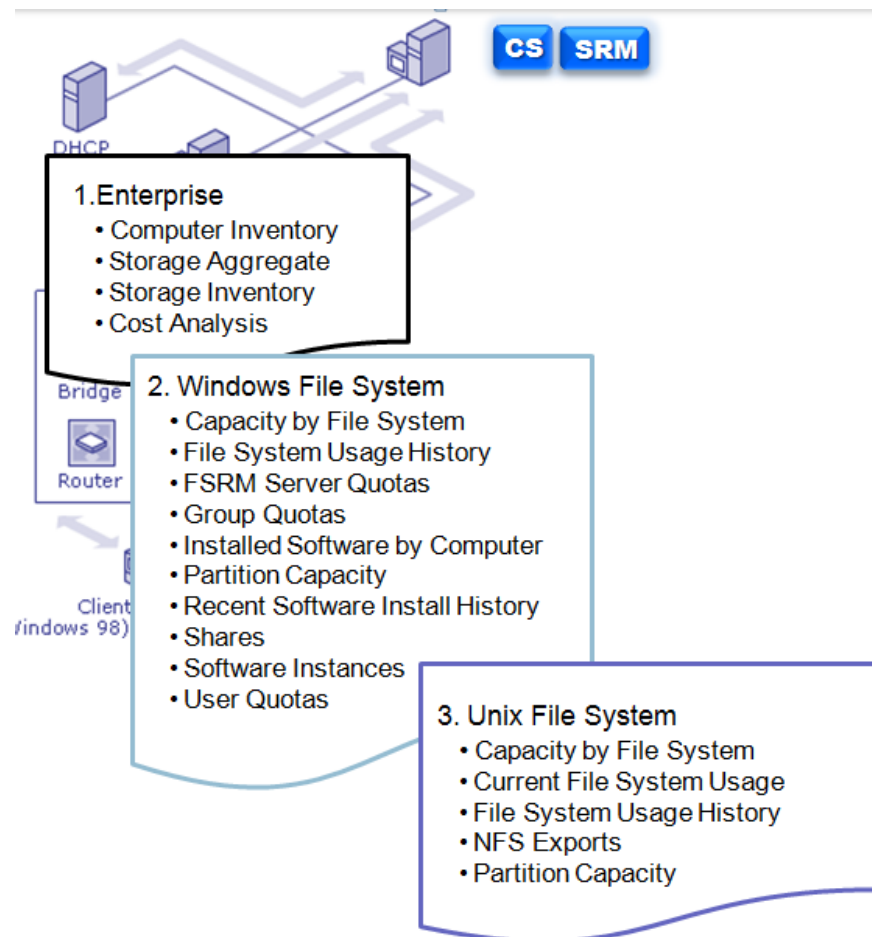 CS SRM
DHCP
1.Enterprise
• Computer Inventory
• Storage Aggregate
• Storage Inventory
• Cost Analysis
Bridge
Router
Client
Windows 98)
2. Windows File System
• Capacity by File System
• File System Usage History
• FSRM Server Quotas
• Group Quotas
• Installed Software by Computer
• Partition Capacity
• Recent Software Install History
• Shares
• Software Instances
• User Quotas
3. Unix File System
• Capacity by File System
• Current File System Usage
• File System Usage History
• NFS Exports
• Partition Capacity